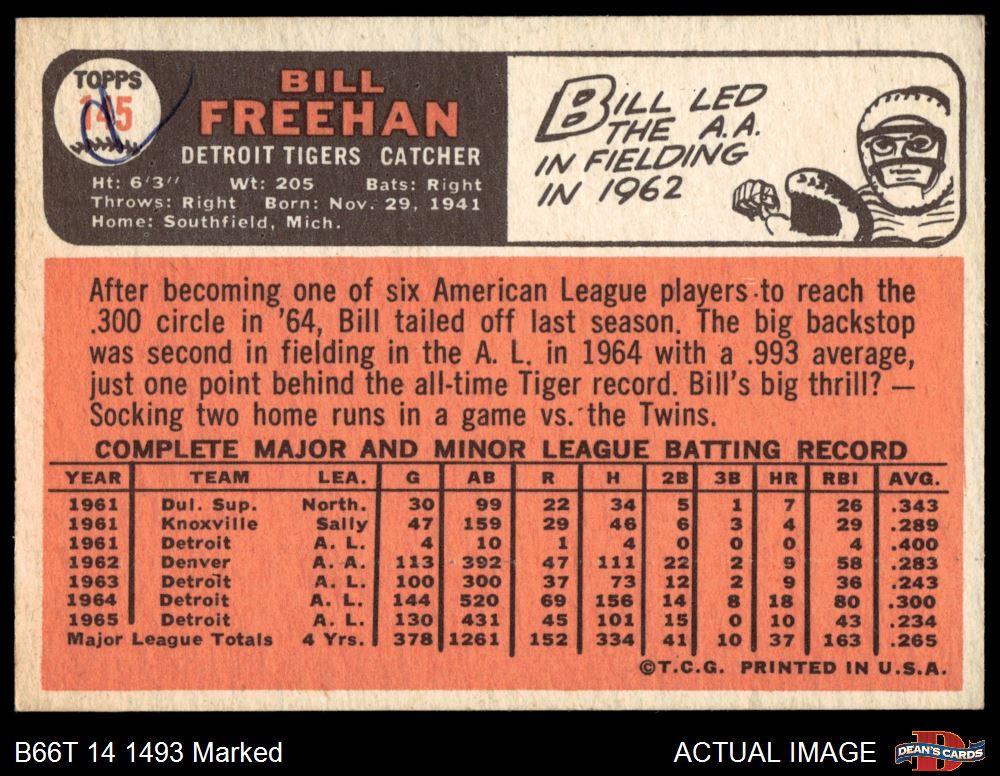 TOPPS
145
BILL
FREEHAN
DETROIT TIGERS CATCHER
Ht: 6'3" Wt: 205 Bats: Right
Throws: Right Born: Nov. 29, 1941
Home: Southfield, Mich.
BILL LED
THE A.A.
IN FIELDING
IN 1962
After becoming one of six American League players to reach the
.300 circle in '64, Bill tailed off last season. The big backstop
was second in fielding in the A. L. in 1964 with a .993 average,
just one point behind the all-time Tiger record. Bill's big thrill? —
Socking two home runs in a game vs. the Twins.
COMPLETE MAJOR AND MINOR LEAGUE BATTING RECORD
YEAR TEAM LEA. G AB R H 2B 3B HR RBI AVG.
1961 Dul. Sup. North. 30 99 22 34 5 1 7 26 .343
1961 Knoxville Sally 47 159 29 46 6 3 4 29 .289
1961 Detroit A. L. 4 10 1 4 0 0 0 4 .400
1962 Denver A. A. 113 392 47 111 22 2 9 58 .283
1963 Detroit A. L. 100 300 37 73 12 2 9 36 .243
1964 Detroit A. L. 144 520 69 156 14 8 18 80 .300
1965 Detroit A. L. 130 431 45 101 15 0 10 43 .234
Major League Totals 4 Yrs. 378 1261 152 334 41 10 37 163 .265
©T.C.G. PRINTED IN U.S.A.
B66T 14 1493 Marked
ACTUAL IMAGE
DEAN'S CARDS